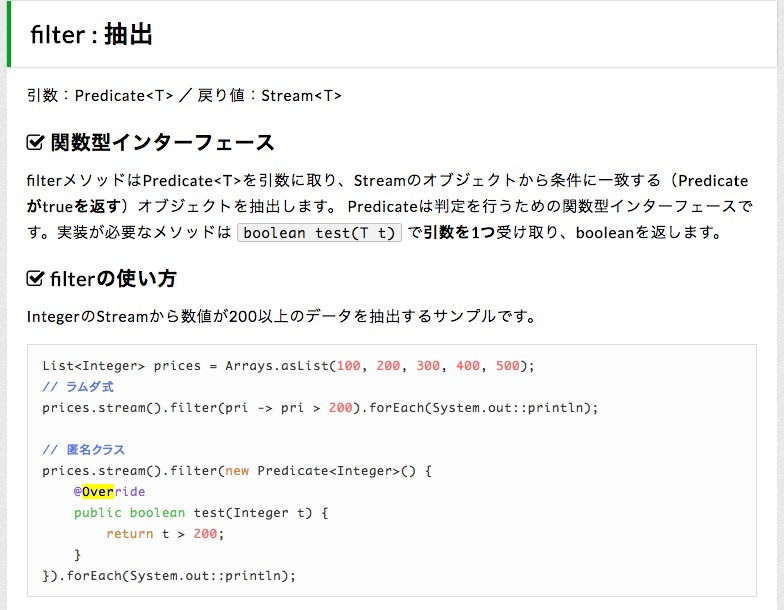 filter : 抽出
引数：Predicate<T> ／ 戻り値：Stream<T>
関数型インターフェース
filterメソッドはPredicate<T>を引数に取り、Streamのオブジェクトから条件に一致する（Predicate
がtrueを返す）オブジェクトを抽出します。 Predicateは判定を行うための関数型インターフェースで
す。実装が必要なメソッドは boolean test(T t) で引数を1つ受け取り、booleanを返します。
filterの使い方
IntegerのStreamから数値が200以上のデータを抽出するサンプルです。
List<Integer> prices = Arrays.asList(100, 200, 300, 400, 500);
// ラムダ式
prices.stream().filter(pri -> pri > 200).forEach(System.out::println);
// 匿名クラス
prices.stream().filter(new Predicate<Integer>() {
@Override
public boolean test(Integer t) {
return t > 200;
}
}).forEach(System.out::println);